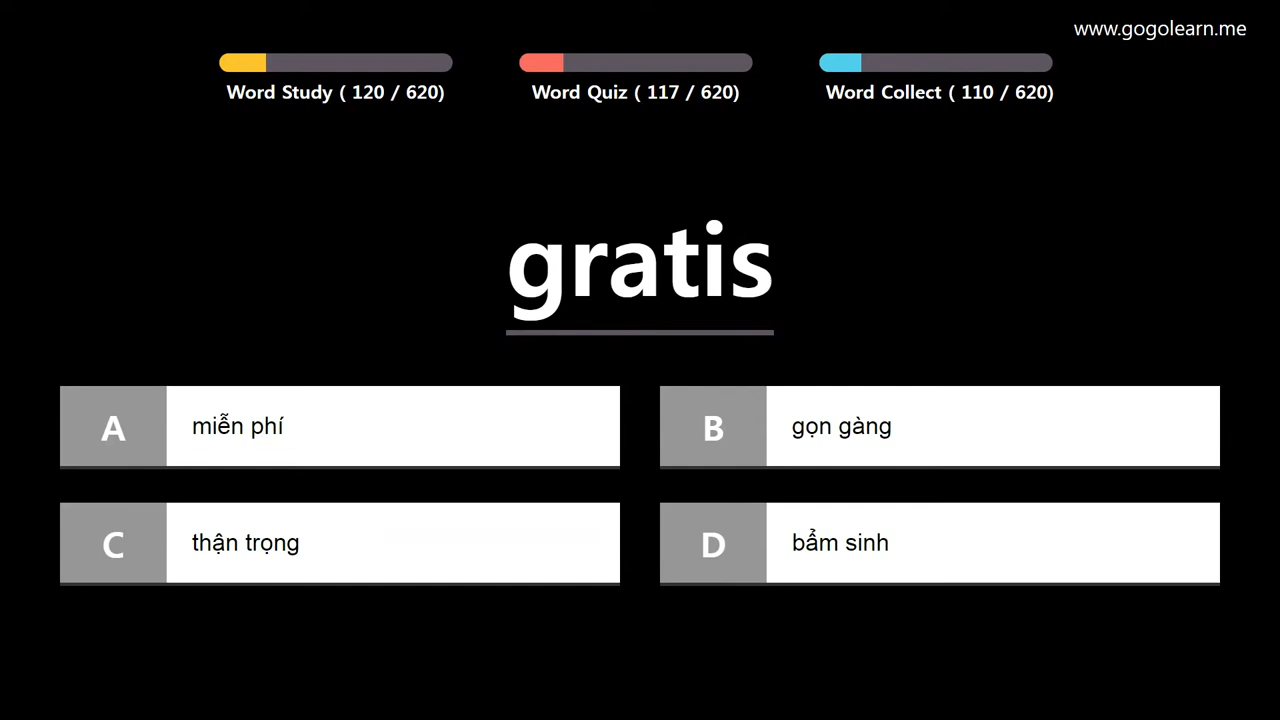 www.gogolearn.me
Word Study ( 120 / 620)
Word Quiz ( 117 / 620)
Word Collect ( 110 / 620)
gratis
A miễn phí
B gọn gàng
C thận trọng
D bẩm sinh